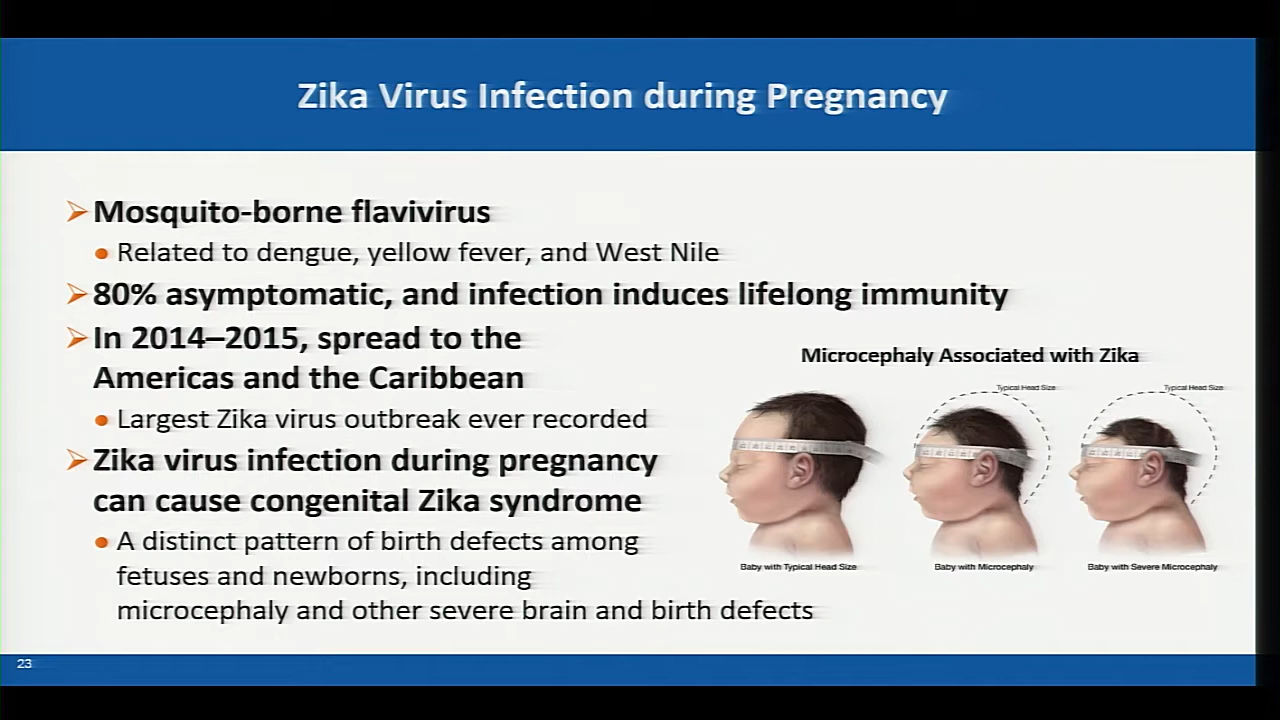 Zika Virus Infection during Pregnancy
Mosquito-borne flavivirus
Related to dengue, yellow fever, and West Nile
80% asymptomatic, and infection induces lifelong immunity
In 2014–2015, spread to the
Americas and the Caribbean
Largest Zika virus outbreak ever recorded
Zika virus infection during pregnancy
can cause congenital Zika syndrome
A distinct pattern of birth defects among
fetuses and newborns, including
microcephaly and other severe brain and birth defects
Microcephaly Associated with Zika
Typical Head Size
Typical Head Size
Baby with Typical Head Size
Baby with Microcephaly
Baby with Severe Microcephaly
23